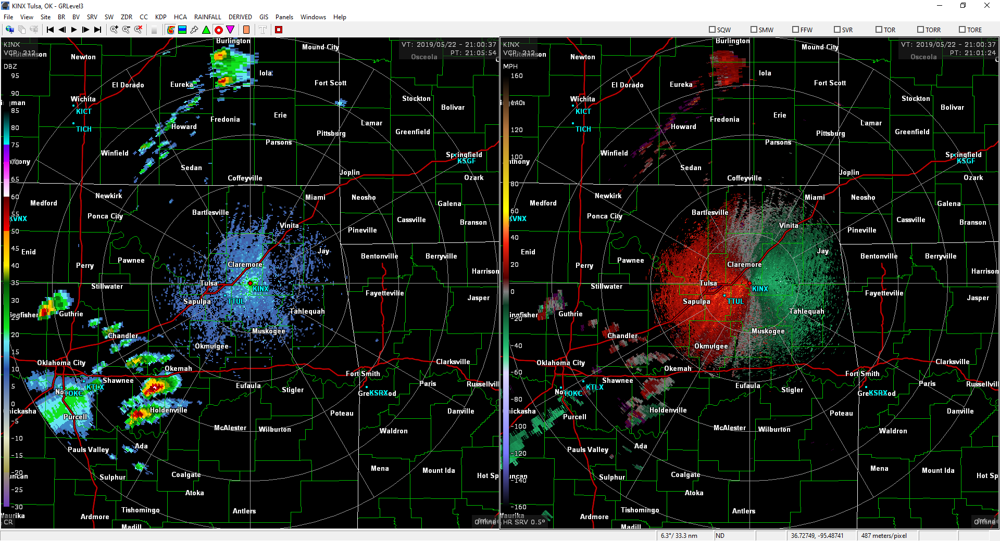 KINX Tulsa, OK - GRLevel3
File View Site BR BV SRV SW ZDR CC KDP HCA RAINFALL DERIVED GIS Panels Windows Help
SQW SMW FFW SVR TOR TORR TORE
KINX
VCP: 212
DBZ
95
90
85
80
75
70
65
60
55
50
45
40
35
30
25
20
15
10
5
0
-5
-10
-15
-20
-25
-30
CR
VT: 2019/05/22 - 21:00:37
PT: 21:05:54
Osceola
Burlington
Mound City
Newton
Iola
El Dorado
Eureka
Fort Scott
Wichita
Stockton
KICT
Bolivar
Erie
Fredonia
Lamar
TICH
Howard
Greenfield
Pittsburg
Parsons
Winfield
Springfield
KSGF
Sedan
Joplin
Coffeyville
Ozark
Newkirk
Miami
Neosho
Medford
Galena
Bartlesville
Ponca City
KVNX
Cassville
Branson
Vinita
Pineville
Enid
Jay
Bentonville
Berryville
Pawnee
Perry
Claremore
Harrison
Tulsa
Stillwater
KINX
Fayetteville
Jasper
Sapulpa
TTUL
Guthrie
Tahlequah
Muskogee
Chandler
Okmulgee
Oklahoma City
Clarksville
Okemah
Fort Smith
Shawnee
KTLX
Eufaula
Stigler
Paris
Russellvil
TOKC
KSRX
Holdenville
Poteau
Danville
Purcell
McAlester
Wilburton
Waldron
Pauls Valley
Ada
Mena
Mount Ida
Hot Sp
Coalgate
Sulphur
Atoka
Tishomingo
Antlers
Ardmore
Madill
Offline
KINX
VCP: 212
MPH
160
140
120
100
80
60
40
20
0
-20
-40
-60
-80
-100
-120
-140
-160
HR SRV 0.5°
VT: 2019/05/22 - 21:00:37
PT: 21:01:24
Osceola
Burlington
Mound City
Newton
Iola
El Dorado
Eureka
Fort Scott
Wichita
Stockton
KICT
Bolivar
Erie
Fredonia
Lamar
TICH
Howard
Greenfield
Pittsburg
Parsons
Winfield
Springfield
KSGF
Sedan
Joplin
Coffeyville
Ozark
Newkirk
Miami
Neosho
Medford
Galena
Bartlesville
Ponca City
KVNX
Cassville
Branson
Vinita
Pineville
Enid
Jay
Bentonville
Berryville
Pawnee
Perry
Claremore
Harrison
Tulsa
Stillwater
KINX
Fayetteville
Jasper
Sapulpa
TTUL
Guthrie
Tahlequah
Muskogee
Chandler
Okmulgee
Oklahoma City
Clarksville
Okemah
Fort Smith
Shawnee
KTLX
Eufaula
Stigler
Paris
Russellvil
TOKC
KSRX
Holdenville
Poteau
Danville
Purcell
McAlester
Wilburton
Waldron
Pauls Valley
Ada
Mena
Mount Ida
Hot Sp
Coalgate
Sulphur
Atoka
Tishomingo
Antlers
Ardmore
Madill
Offline
6.3°/ 33.3 nm ND 36.72749, -95.48741 487 meters/pixel